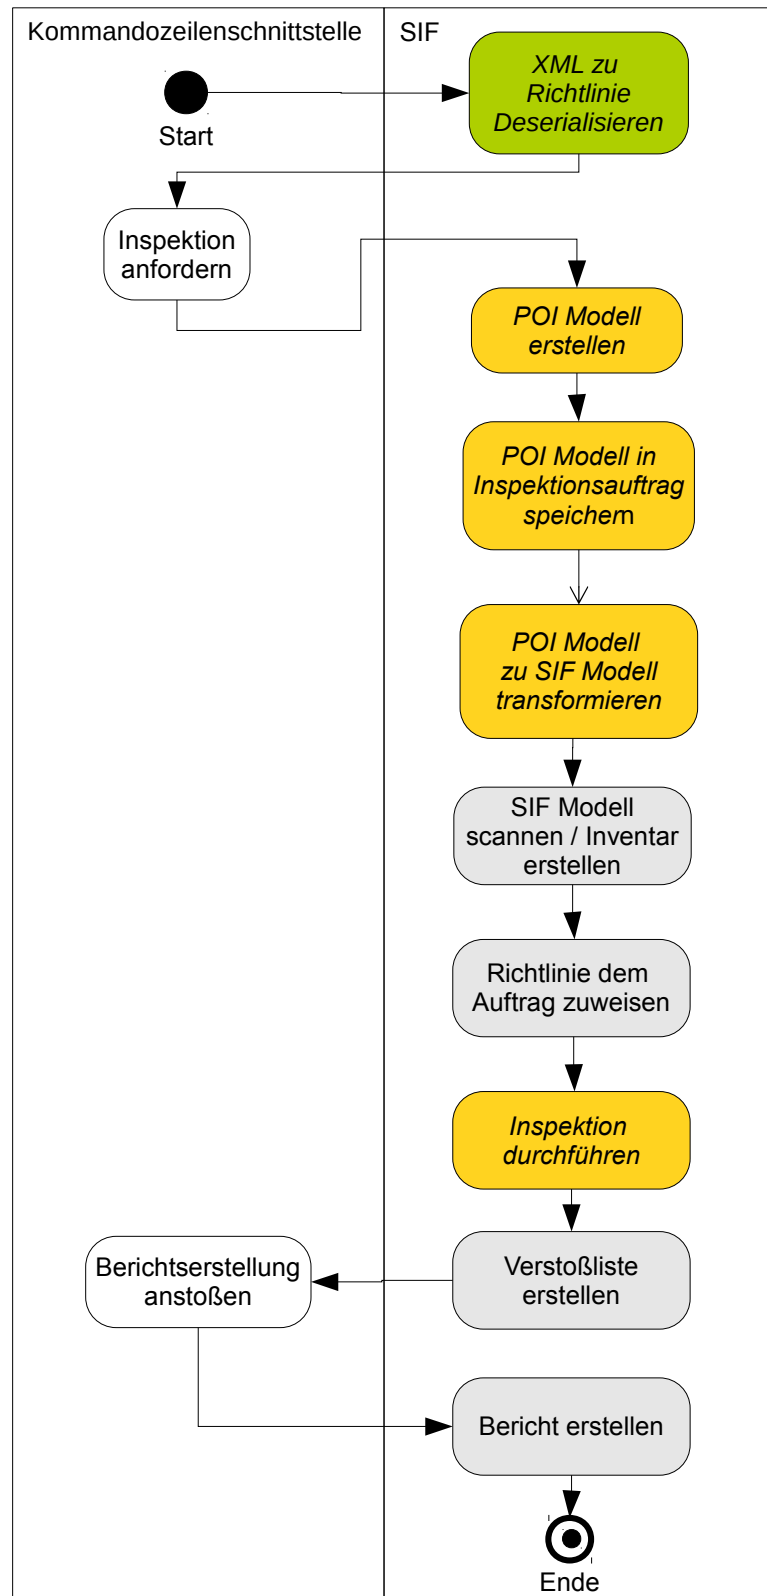 Kommandozeilenschnittstelle
SIF
XML zu
Richtlinie
Deserialisieren
Start
Inspektion
anfordern
POI Modell
erstellen
POI Modell in
Inspektionsauftrag
speichern
POI Modell
zu SIF Modell
transformieren
SIF Modell
scannen / Inventar
erstellen
Richtlinie dem
Auftrag zuweisen
Inspektion
durchführen
Berichtserstellung
anstoßen
Verstoßliste
erstellen
Bericht erstellen
Ende